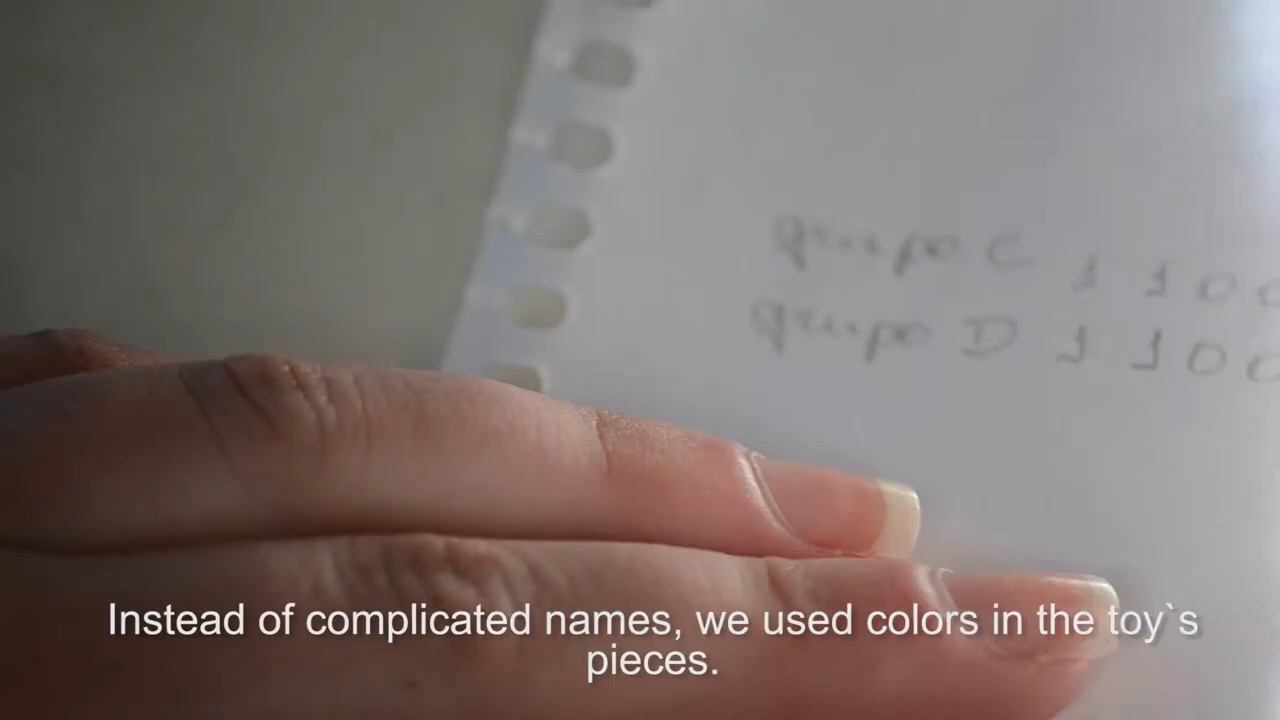 grupo C 1 1 0 0
grupo D 1 1 0 0
Instead of complicated names, we used colors in the toy`s
pieces.